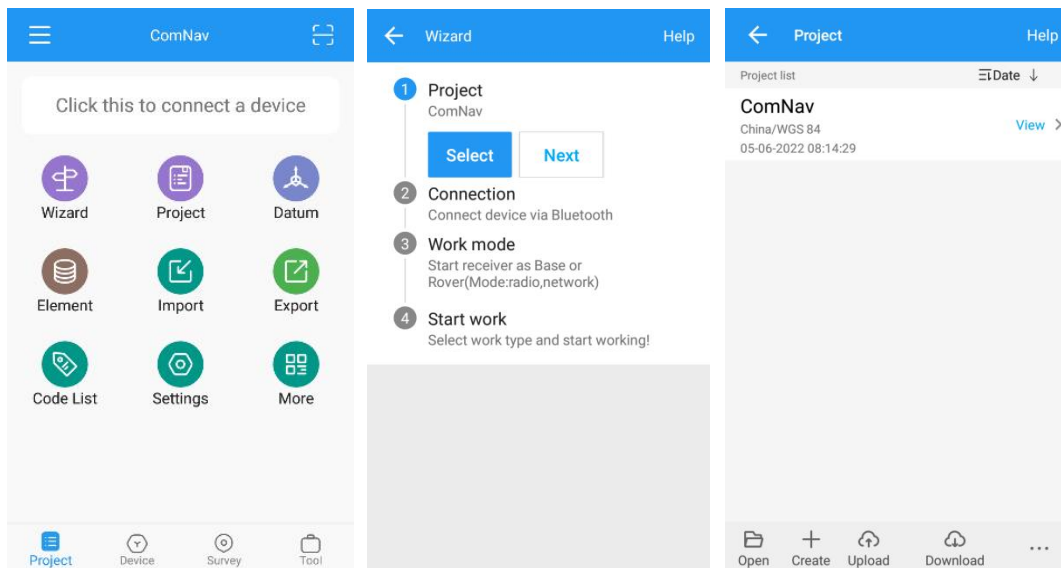 ComNav
Click this to connect a device
Wizard
Project
Datum
Element
Import
Export
Code List
Settings
More
Project
Device
Survey
Tool
Wizard
Help
1
Project
ComNav
Select
Next
2
Connection
Connect device via Bluetooth
3
Work mode
Start receiver as Base or
Rover(Mode:radio,network)
4
Start work
Select work type and start working!
Project
Help
Project list
Date ↓
ComNav
China/WGS 84
View >
05-06-2022 08:14:29
Open
Create
Upload
Download
...